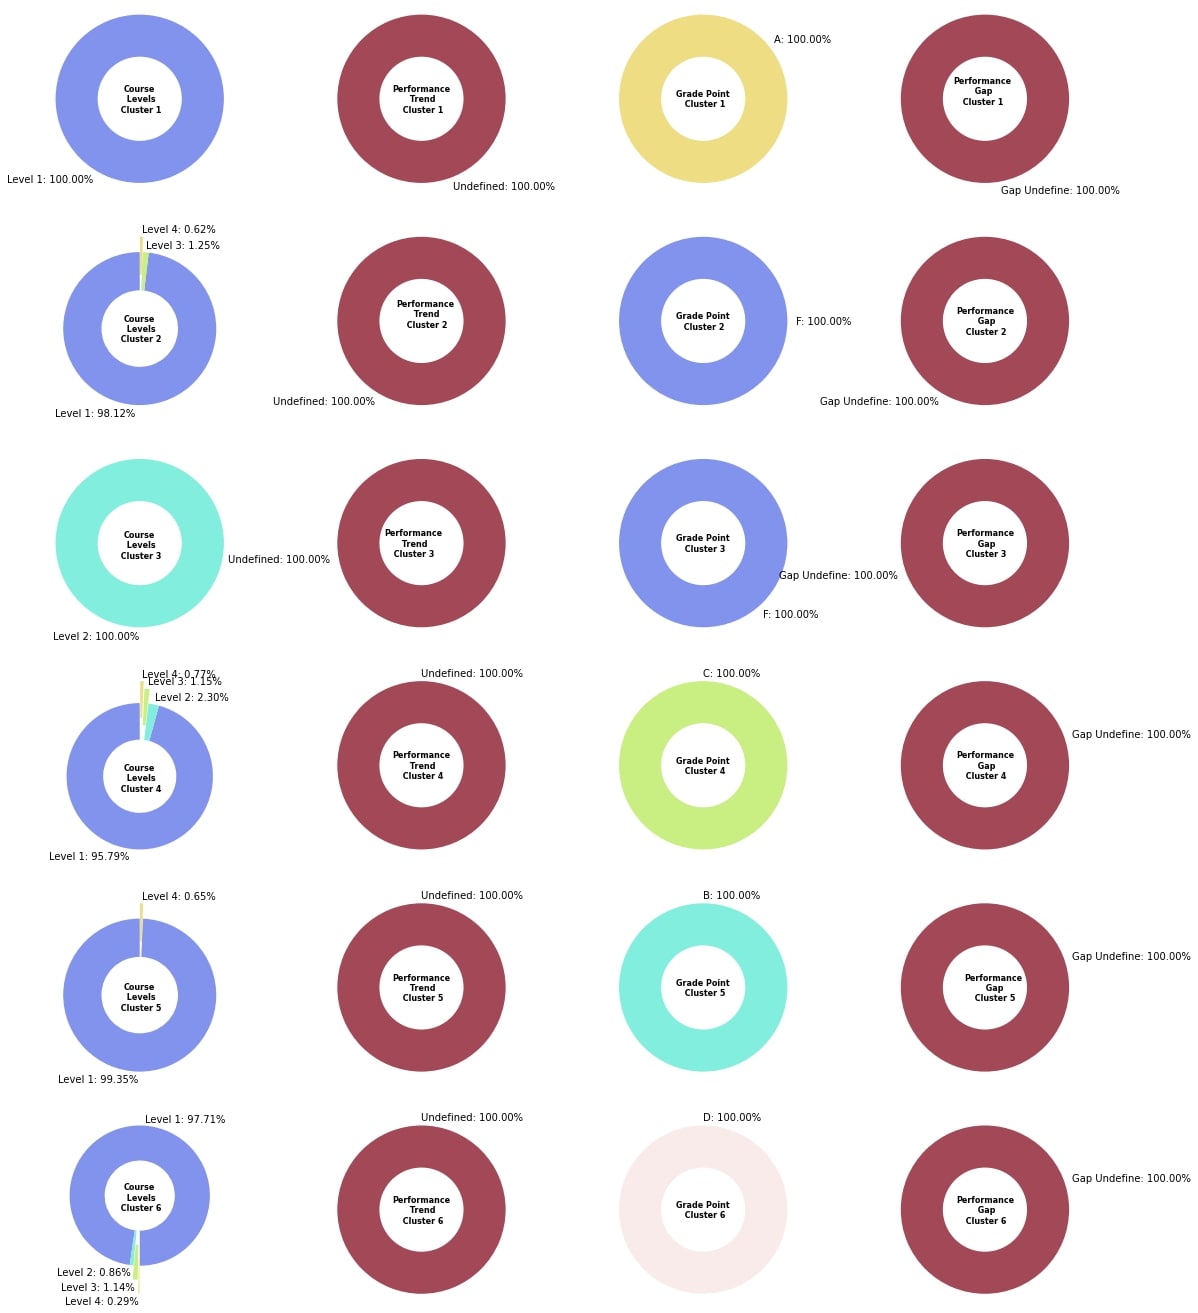 Course
Levels
Cluster 1
Level 1: 100.00%
Performance
Trend
Cluster 1
Undefined: 100.00%
A: 100.00%
Grade Point
Cluster 1
Performance
Gap
Cluster 1
Gap Undefine: 100.00%
Level 4: 0.62%
Level 3: 1.25%
Course
Levels
Cluster 2
Level 1: 98.12%
Performance
Trend
Cluster 2
Undefined: 100.00%
Grade Point
Cluster 2
F: 100.00%
Performance
Gap
Cluster 2
Gap Undefine: 100.00%
Course
Levels
Cluster 3
Level 2: 100.00%
Performance
Trend
Cluster 3
Undefined: 100.00%
Grade Point
Cluster 3
F: 100.00%
Performance
Gap
Cluster 3
Gap Undefine: 100.00%
Level 4: 0.77%
Level 3: 1.15%
Level 2: 2.30%
Course
Levels
Cluster 4
Level 1: 95.79%
Undefined: 100.00%
Performance
Trend
Cluster 4
C: 100.00%
Grade Point
Cluster 4
Performance
Gap
Cluster 4
Gap Undefine: 100.00%
Level 4: 0.65%
Course
Levels
Cluster 5
Level 1: 99.35%
Undefined: 100.00%
Performance
Trend
Cluster 5
B: 100.00%
Grade Point
Cluster 5
Performance
Gap
Cluster 5
Gap Undefine: 100.00%
Level 1: 97.71%
Course
Levels
Cluster 6
Level 2: 0.86%
Level 3: 1.14%
Level 4: 0.29%
Undefined: 100.00%
Performance
Trend
Cluster 6
D: 100.00%
Grade Point
Cluster 6
Performance
Gap
Cluster 6
Gap Undefine: 100.00%